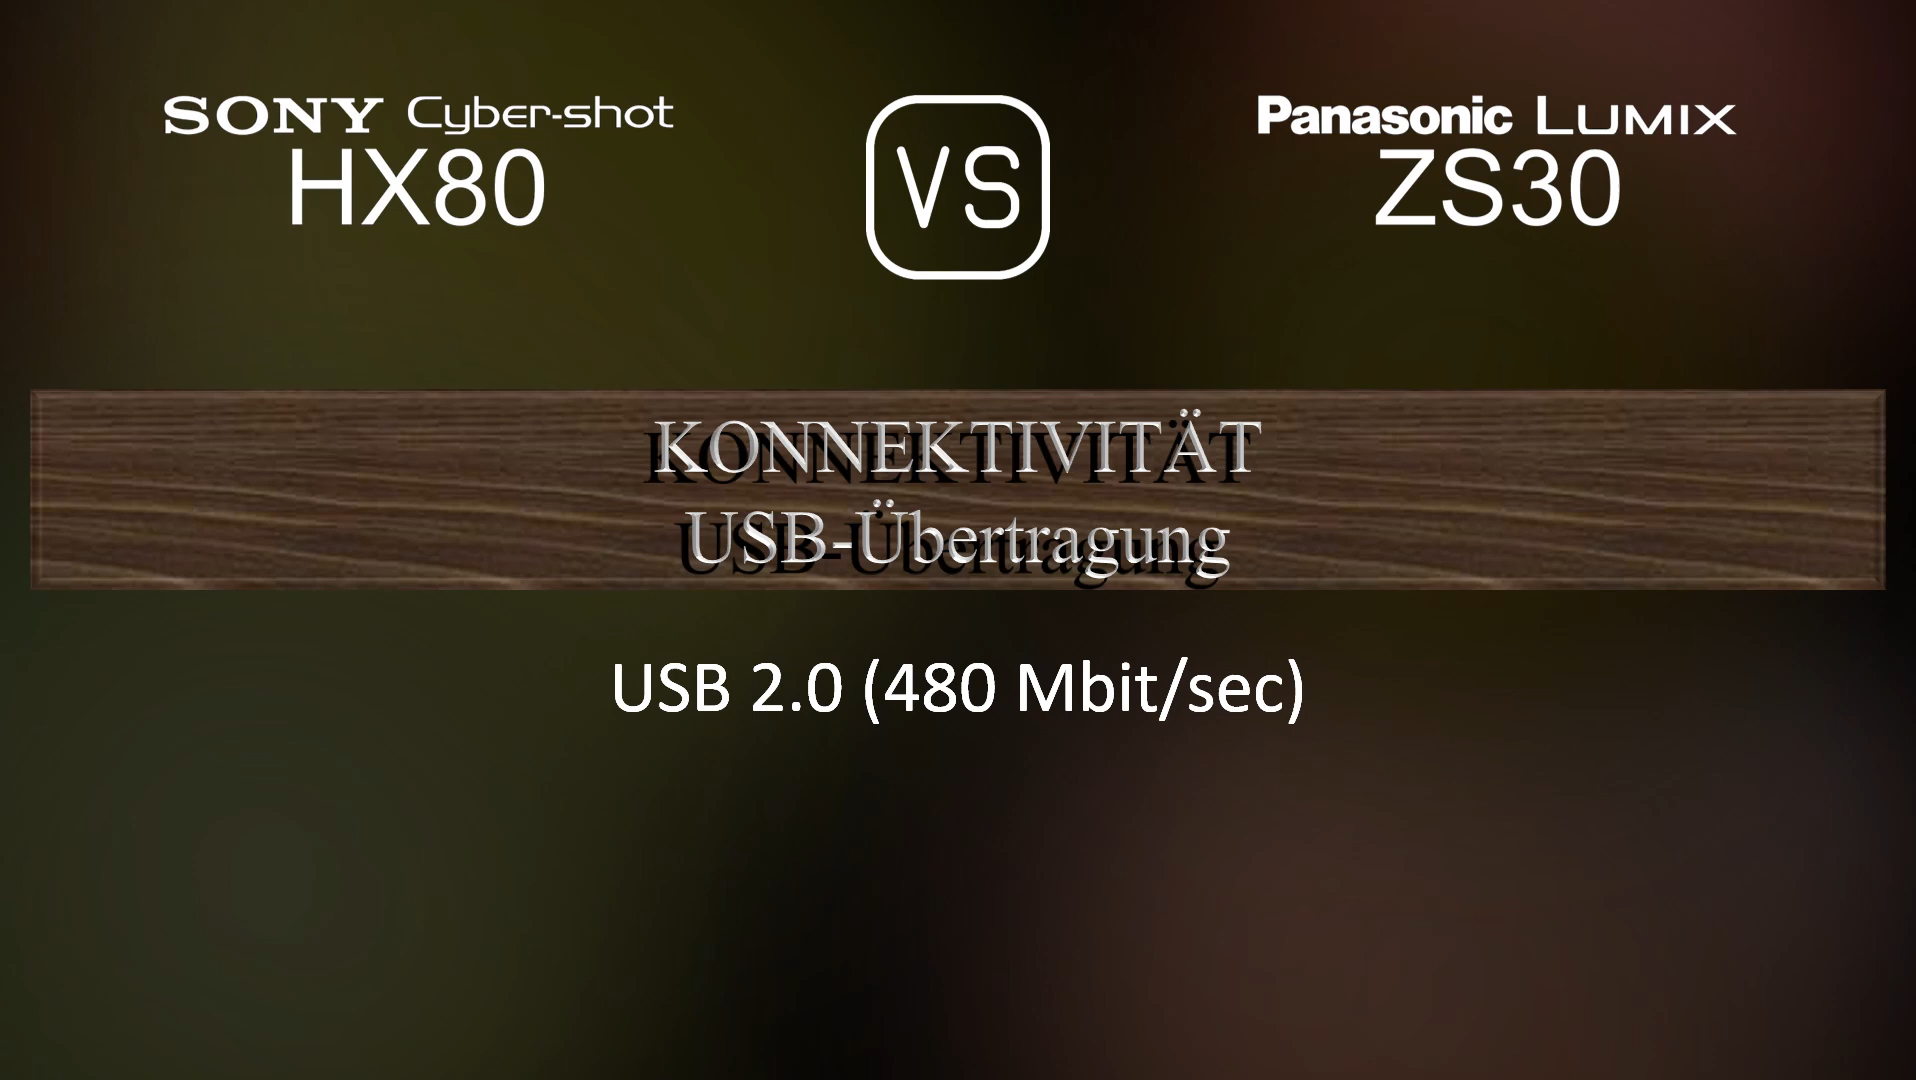 SONY Cyber-shot
HX80
VS
Panasonic LUMIX
ZS30
KONNEKTIVITÄT
USB-Übertragung
USB 2.0 (480 Mbit/sec)